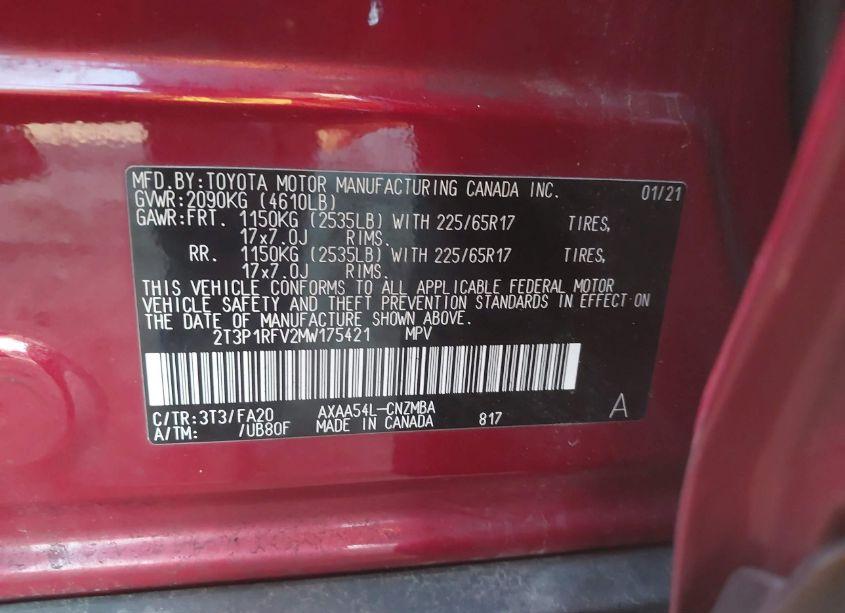 MFD.BY:TOYOTA MOTOR MANUFACTURING CANADA INC. 01/21
GVWR:2090KG (4610LB)
GAWR:FRT. 1150KG (2535LB) WITH 225/65R17 TIRES,
17x7.0J RIMS.
RR. 1150KG (2535LB) WITH 225/65R17 TIRES,
17x7.0J RIMS.
THIS VEHICLE CONFORMS TO ALL APPLICABLE FEDERAL MOTOR
VEHICLE SAFETY AND THEFT PREVENTION STANDARDS IN EFFECT ON
THE DATE OF MANUFACTURE SHOWN ABOVE.
2T3P1RFV2MW175421 MPV
C/TR:3T3/FA20 AXAA54L-CNZMBA A
A/TM: /UB80F MADE IN CANADA 817